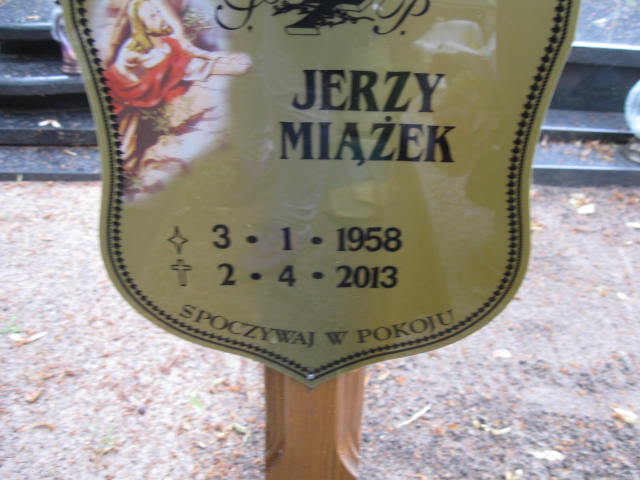 Ś. P.
JERZY
MIĄŻEK
3 • 1 • 1958
2 • 4 • 2013
SPOCZYWAJ W POKOJU